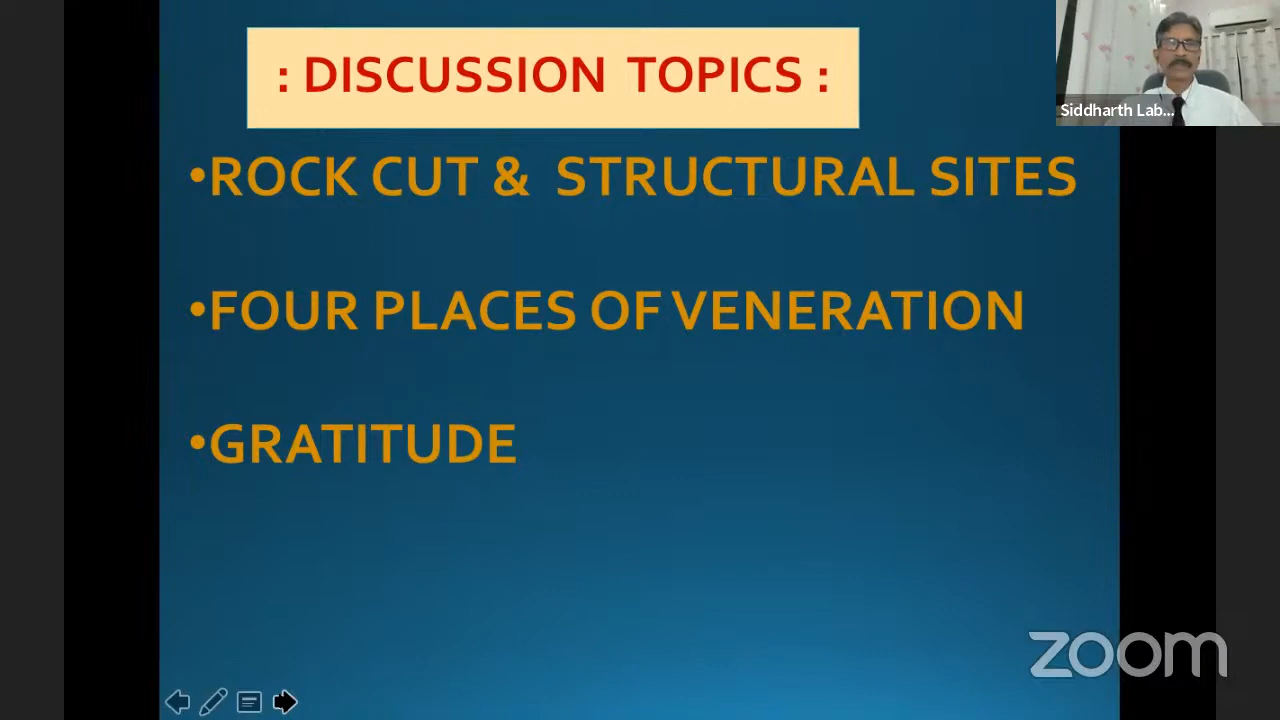 : DISCUSSION TOPICS :
Siddharth Lab...
•ROCK CUT & STRUCTURAL SITES
•FOUR PLACES OF VENERATION
•GRATITUDE
zoom